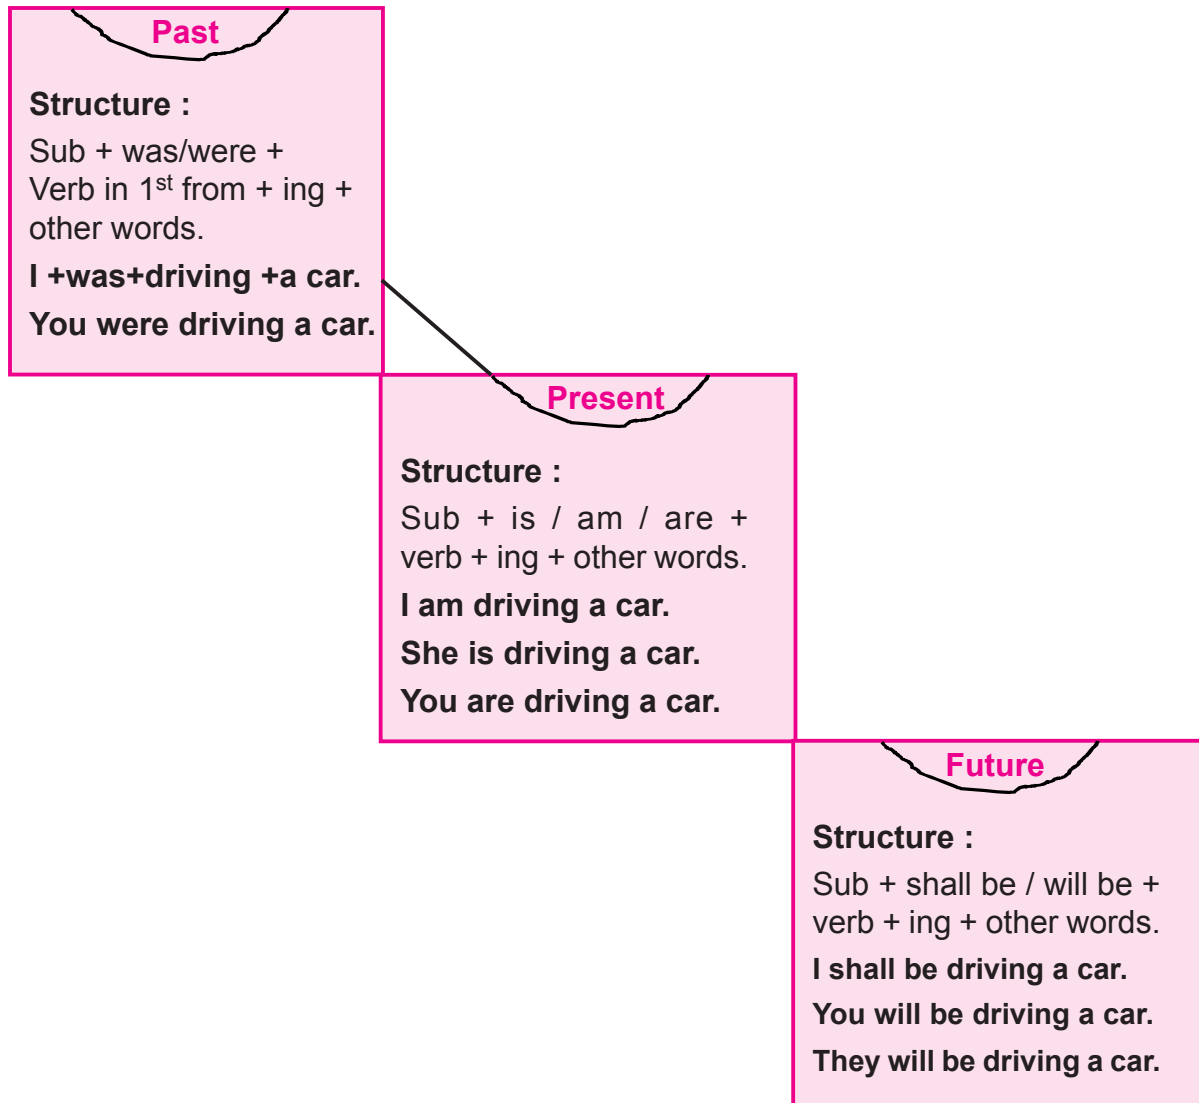 Past
Structure :
Sub + was/were +
Verb in 1st from + ing +
other words.
I +was+driving +a car.
You were driving a car.
Present
Structure :
Sub + is / am / are +
verb + ing + other words.
I am driving a car.
She is driving a car.
You are driving a car.
Future
Structure :
Sub + shall be / will be +
verb + ing + other words.
I shall be driving a car.
You will be driving a car.
They will be driving a car.